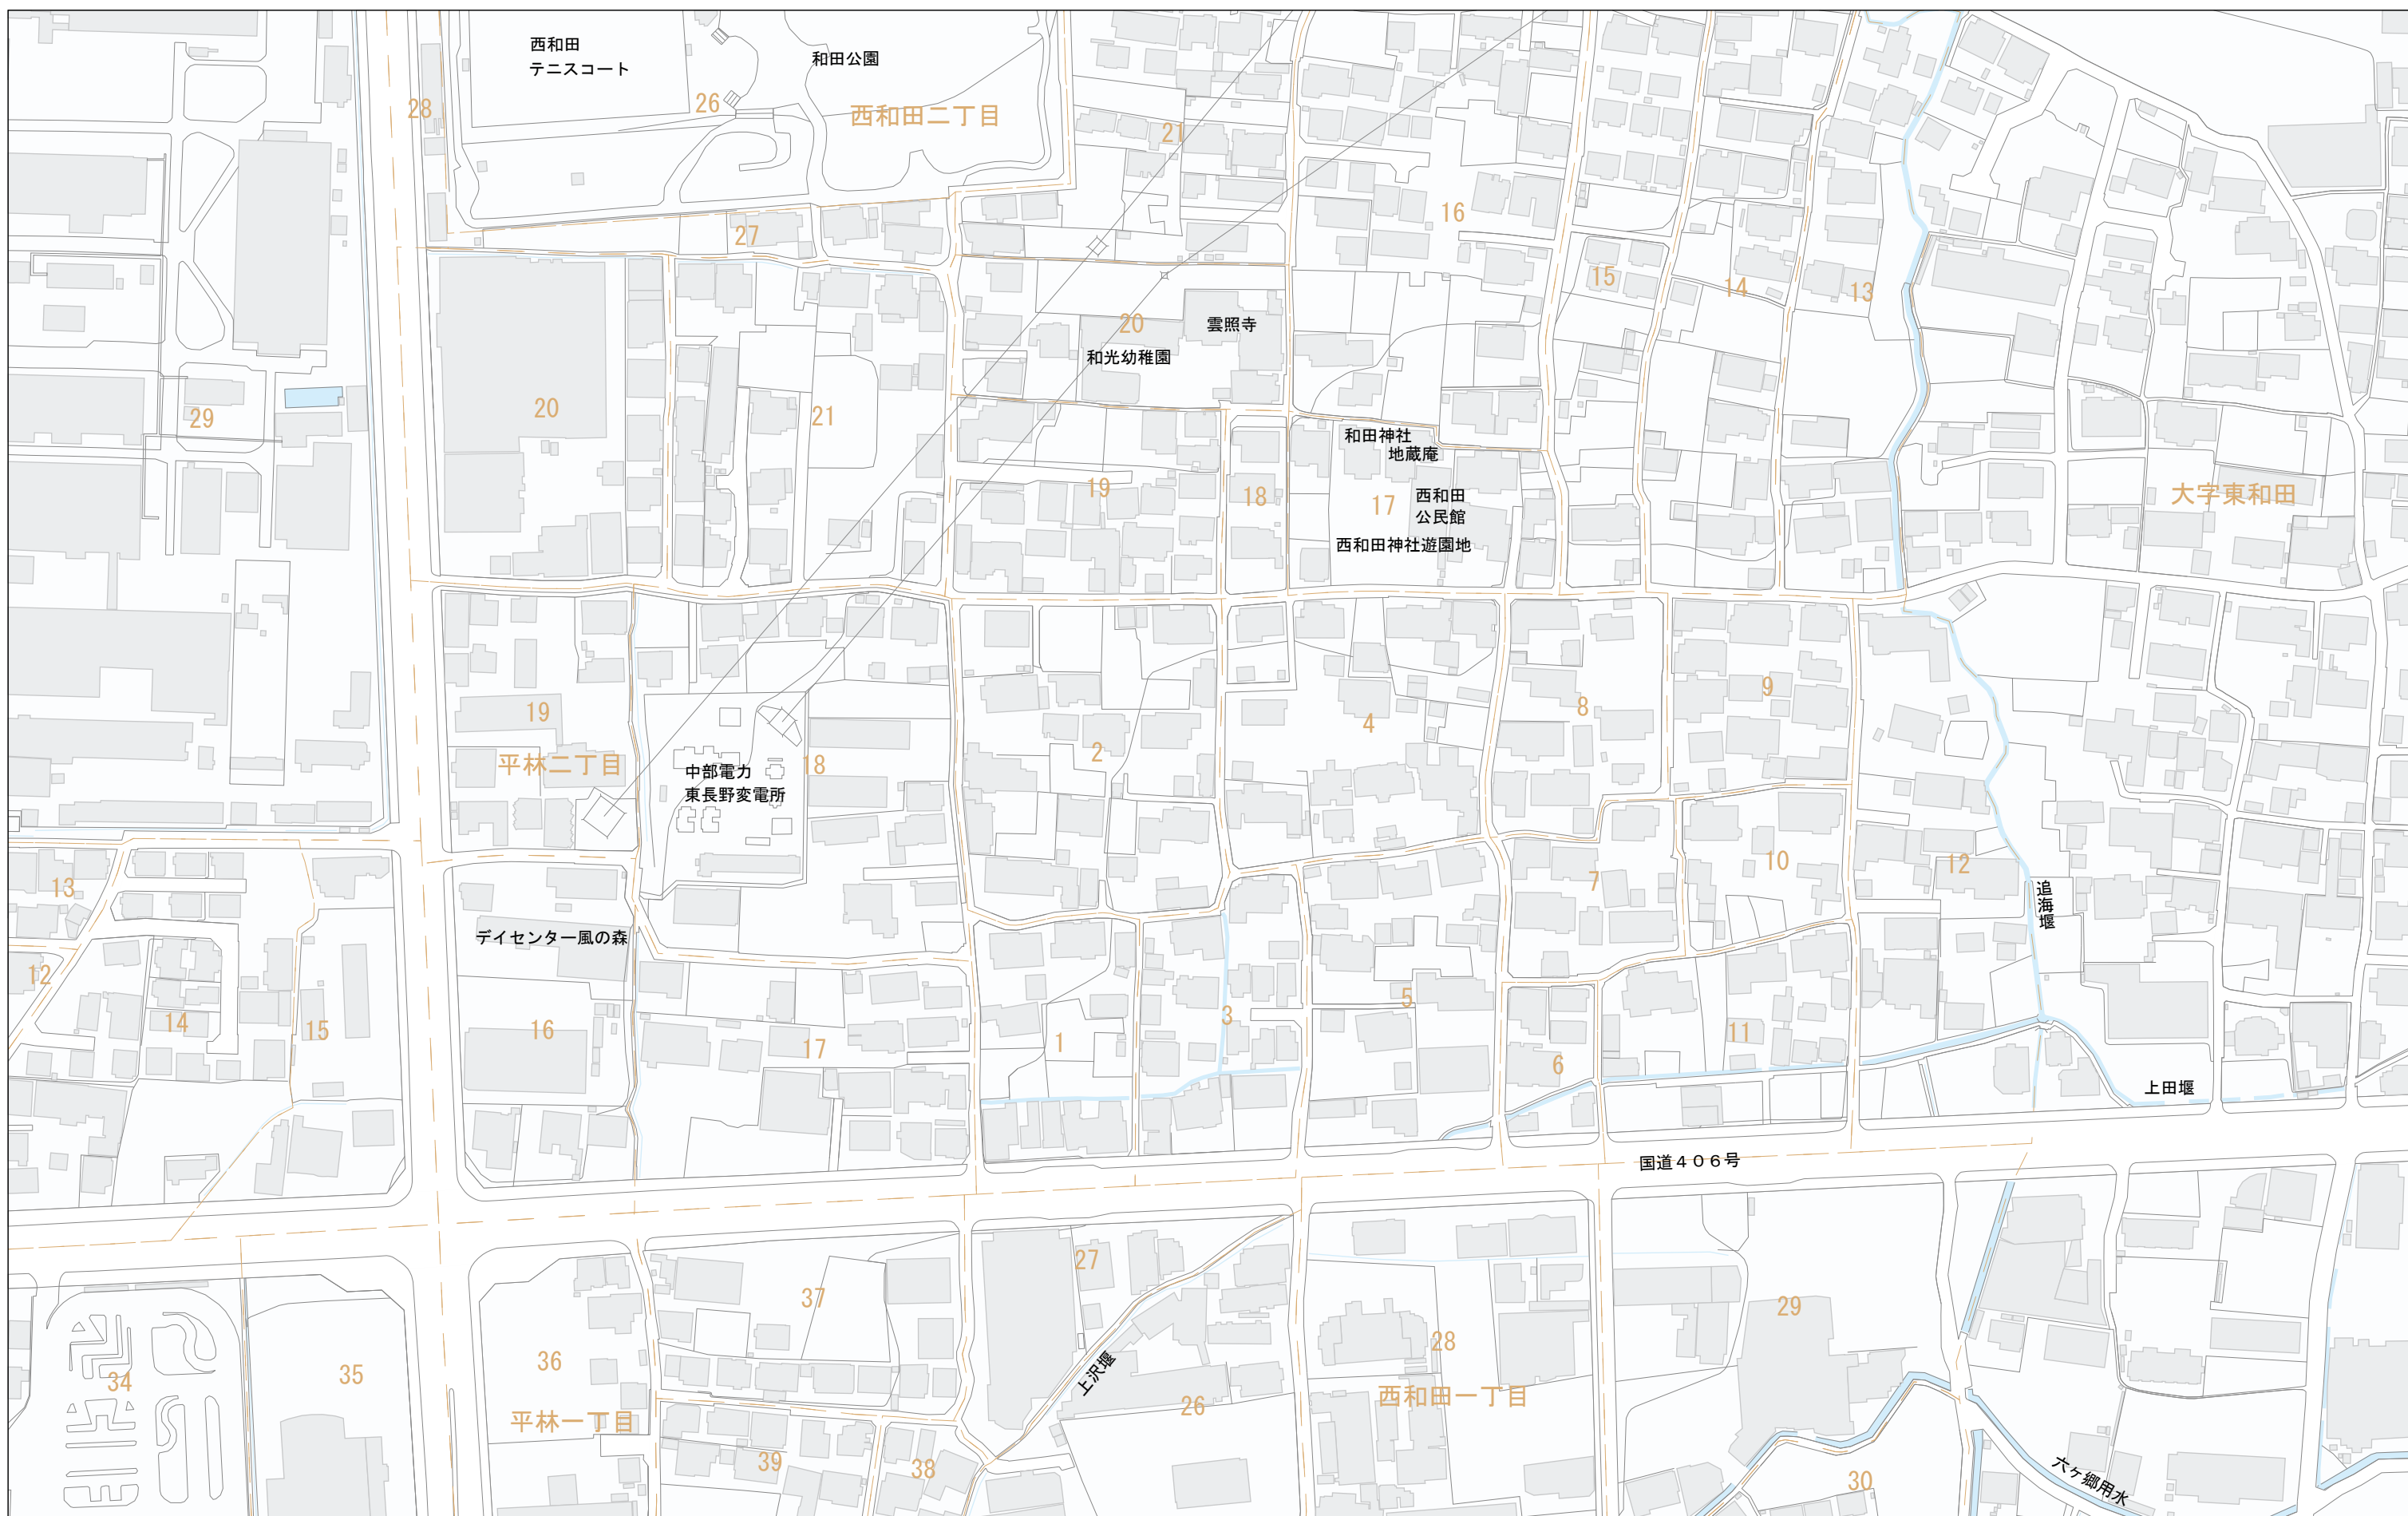 西和田
テニスコート
和田公園
28
26
西和田二丁目
21
27
16
15
14
13
20
雲照寺
和光幼稚園
29
20
21
和田神社
地蔵庵
19
18
17
西和田
公民館
西和田神社遊園地
大字東和田
19
平林二丁目
中部電力
東長野変電所
18
2
4
8
9
13
12
14
15
デイセンター風の森
16
17
1
3
5
7
10
12
追海堰
6
11
上田堰
国道406号
27
37
36
平林一丁目
34
35
上沢堰
26
28
西和田一丁目
29
39
38
30
六ヶ郷用水